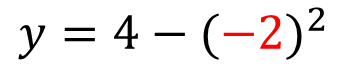 y = 4 − (−2)²